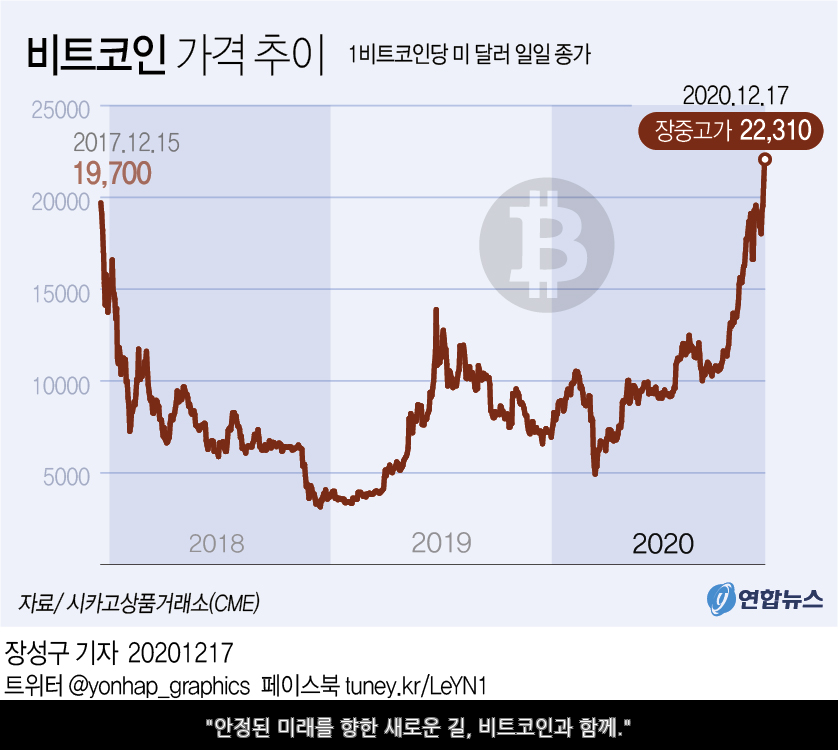 비트코인 가격 추이 1비트코인당 미 달러 일일 종가
2020.12.17
장중고가 22,310
25000
2017.12.15
19,700
20000
15000
10000
5000
2018 2019 2020
자료/ 시카고상품거래소(CME)
연합뉴스
장성구 기자 20201217
트위터 @yonhap_graphics 페이스북 tuney.kr/LeYN1
"안정된 미래를 향한 새로운 길, 비트코인과 함께."